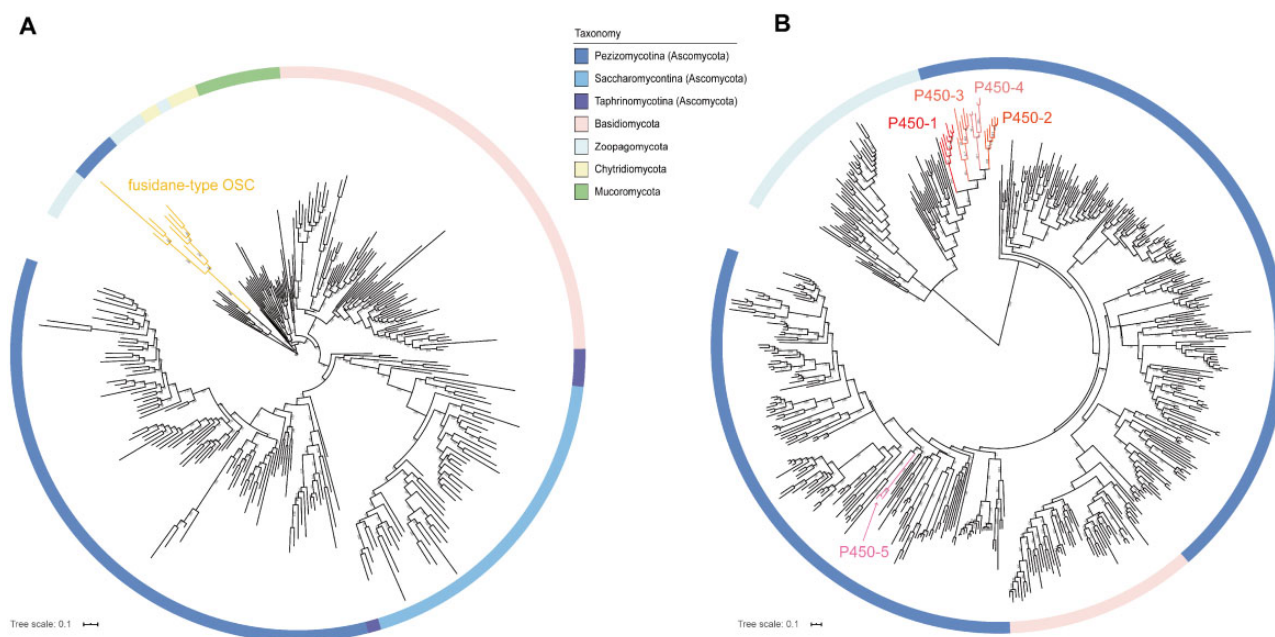 A
fusidane-type OSC
Tree scale: 0.1
Taxonomy
Pezizomycotina (Ascomycota)
Saccharomycontina (Ascomycota)
Taphrinomycotina (Ascomycota)
Basidiomycota
Zoopagomycota
Chytridiomycota
Mucoromycota
B
P450-4
P450-3
P450-1
P450-2
P450-5
Tree scale: 0.1